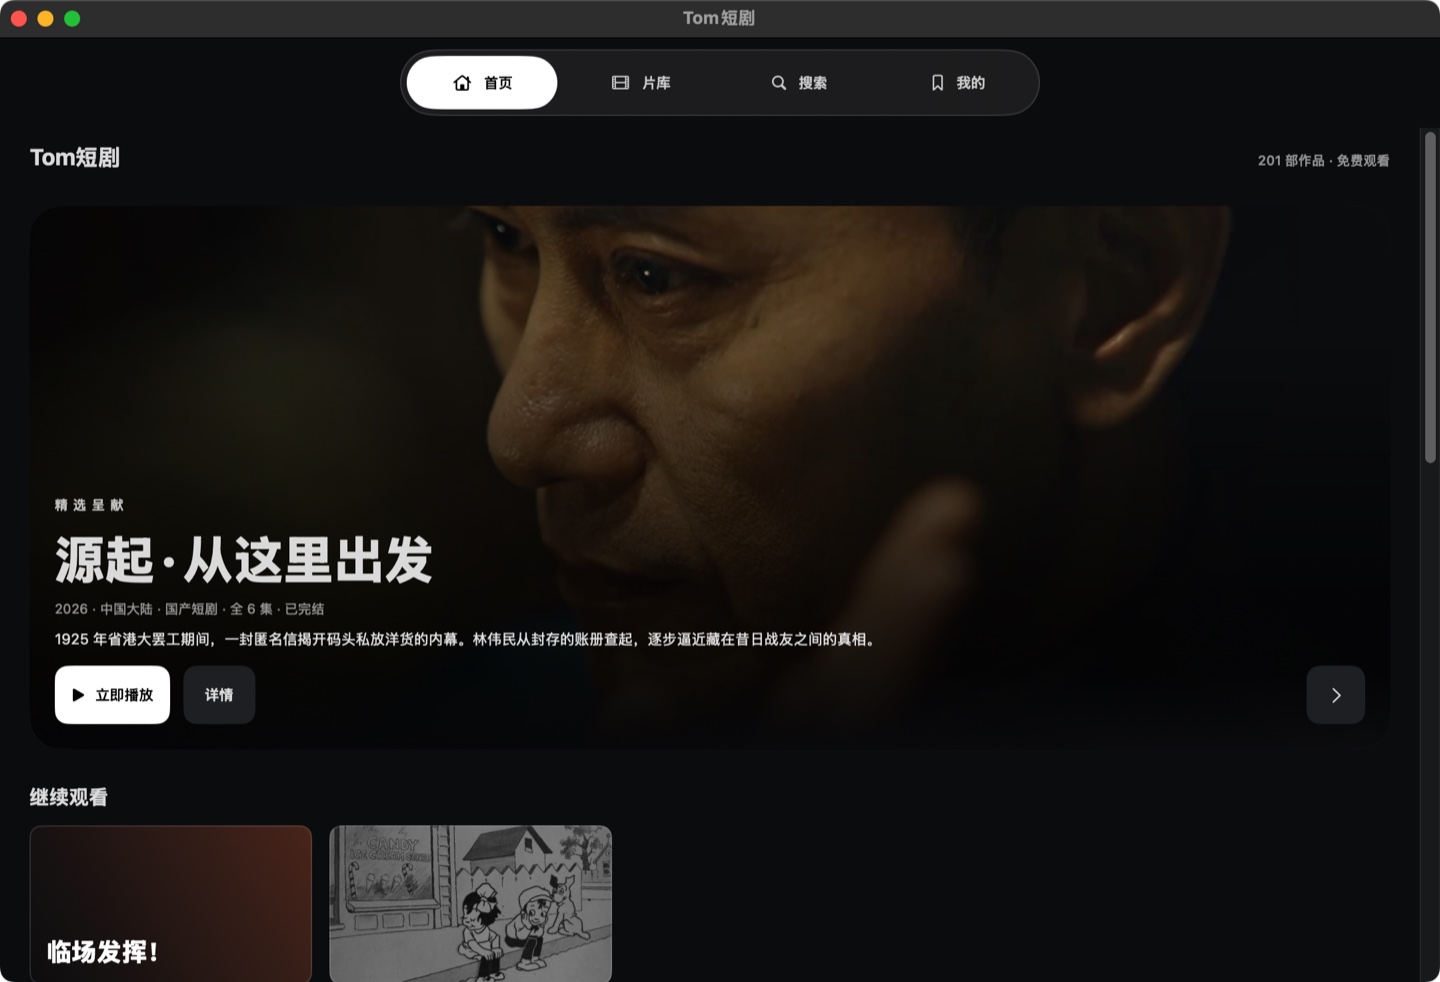 Tom短剧
首页
片库
搜索
我的
Tom短剧
201 部作品 · 免费观看
精选呈献
源起·从这里出发
2026 · 中国大陆 · 国产短剧 · 全 6 集 · 已完结
1925 年省港大罢工期间，一封匿名信揭开码头私放洋货的内幕。林伟民从封存的账册查起，逐步逼近藏在昔日战友之间的真相。
立即播放
详情
继续观看
临场发挥！
CANDY